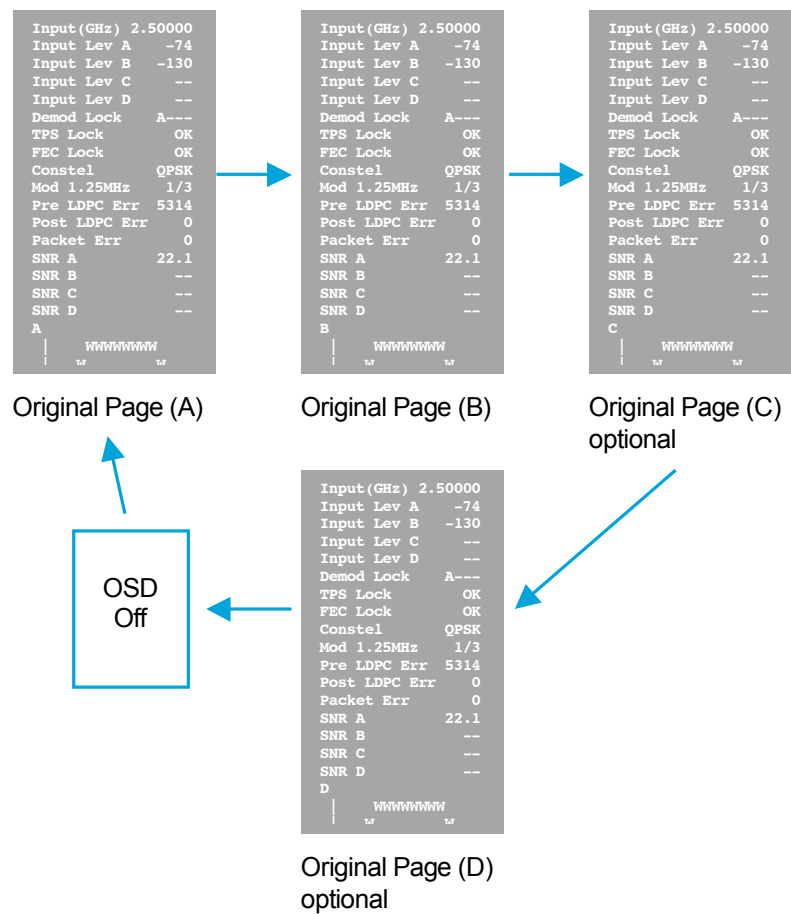 Input(GHz) 2.50000
Input Lev A -74
Input Lev B -130
Input Lev C --
Input Lev D --
Demod Lock A---
TPS Lock OK
FEC Lock OK
Constel QPSK
Mod 1.25MHz 1/3
Pre LDPC Err 5314
Post LDPC Err 0
Packet Err 0
SNR A 22.1
SNR B --
SNR C --
SNR D --
A
| WWWWWWWW
| W W
Original Page (A)
Input(GHz) 2.50000
Input Lev A -74
Input Lev B -130
Input Lev C --
Input Lev D --
Demod Lock A---
TPS Lock OK
FEC Lock OK
Constel QPSK
Mod 1.25MHz 1/3
Pre LDPC Err 5314
Post LDPC Err 0
Packet Err 0
SNR A 22.1
SNR B --
SNR C --
SNR D --
B
| WWWWWWWW
| W W
Original Page (B)
Input(GHz) 2.50000
Input Lev A -74
Input Lev B -130
Input Lev C --
Input Lev D --
Demod Lock A---
TPS Lock OK
FEC Lock OK
Constel QPSK
Mod 1.25MHz 1/3
Pre LDPC Err 5314
Post LDPC Err 0
Packet Err 0
SNR A 22.1
SNR B --
SNR C --
SNR D --
C
| WWWWWWWW
| W W
Original Page (C)
optional
Input(GHz) 2.50000
Input Lev A -74
Input Lev B -130
Input Lev C --
Input Lev D --
Demod Lock A---
TPS Lock OK
FEC Lock OK
Constel QPSK
Mod 1.25MHz 1/3
Pre LDPC Err 5314
Post LDPC Err 0
Packet Err 0
SNR A 22.1
SNR B --
SNR C --
SNR D --
D
| WWWWWWWW
| W W
Original Page (D)
optional
OSD
Off